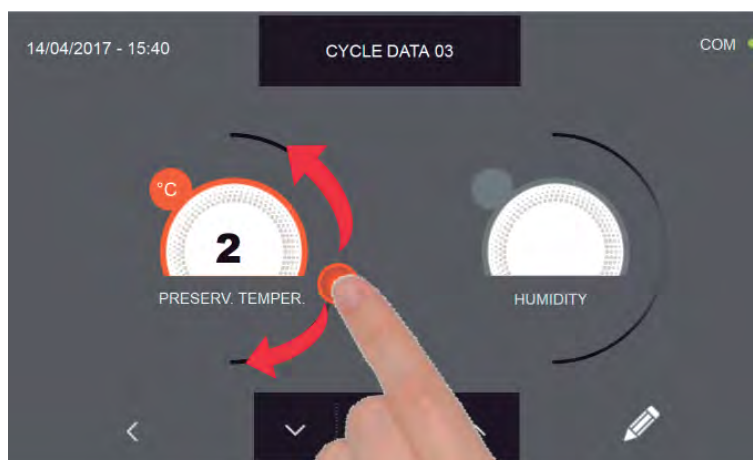 14/04/2017 - 15:40
CYCLE DATA 03
COM
°C
2
PRESERV. TEMPER.
HUMIDITY